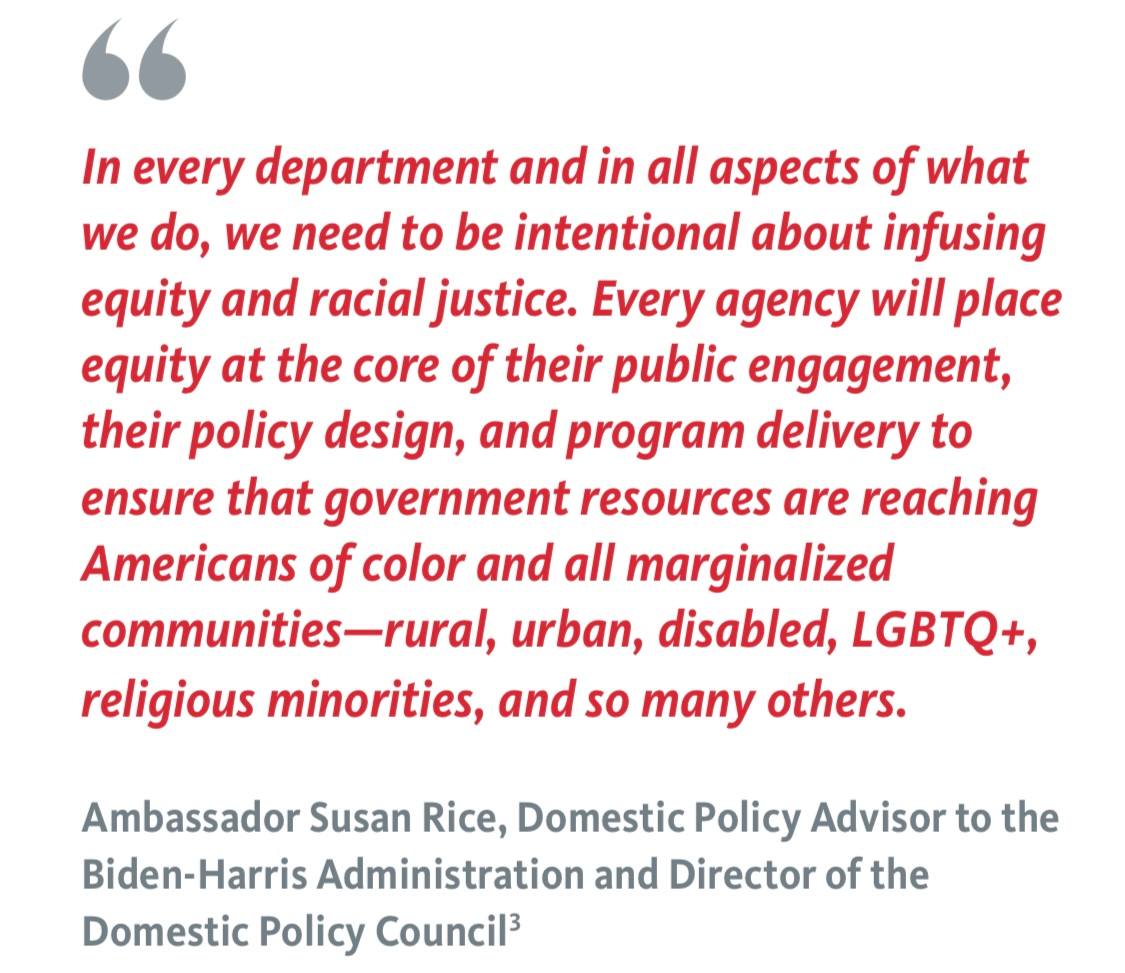 “
In every department and in all aspects of what
we do, we need to be intentional about infusing
equity and racial justice. Every agency will place
equity at the core of their public engagement,
their policy design, and program delivery to
ensure that government resources are reaching
Americans of color and all marginalized
communities—rural, urban, disabled, LGBTQ+,
religious minorities, and so many others.
Ambassador Susan Rice, Domestic Policy Advisor to the
Biden-Harris Administration and Director of the
Domestic Policy Council³